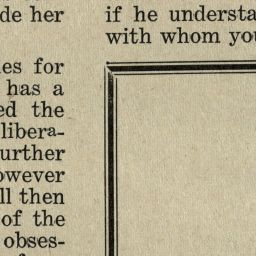 de her
es for
has a
ed the
libera-
urther
owever
ll then
of the
obses-
if he understa
with whom you